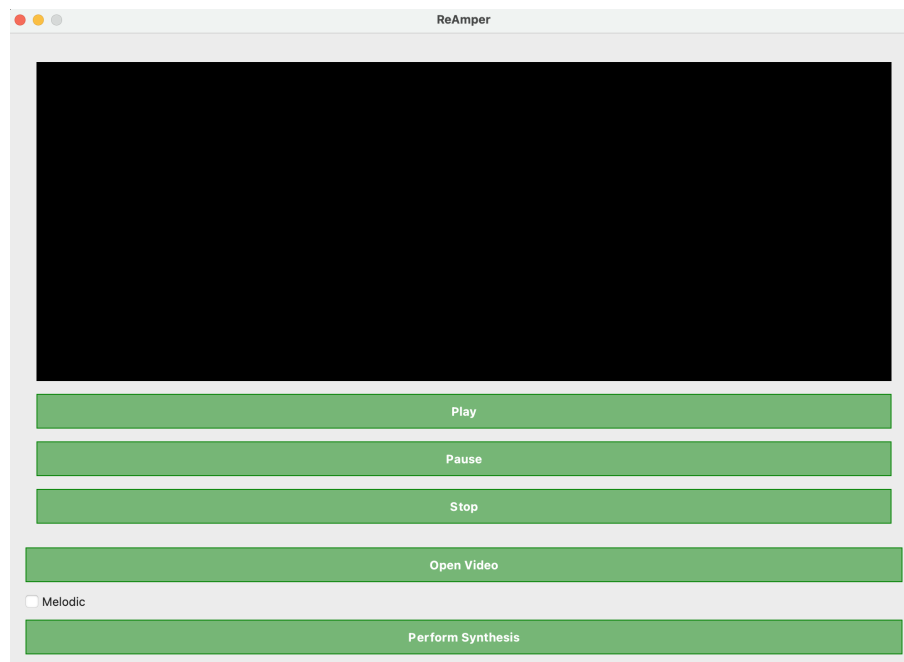 ReAmper
Play
Pause
Stop
Open Video
Melodic
Perform Synthesis